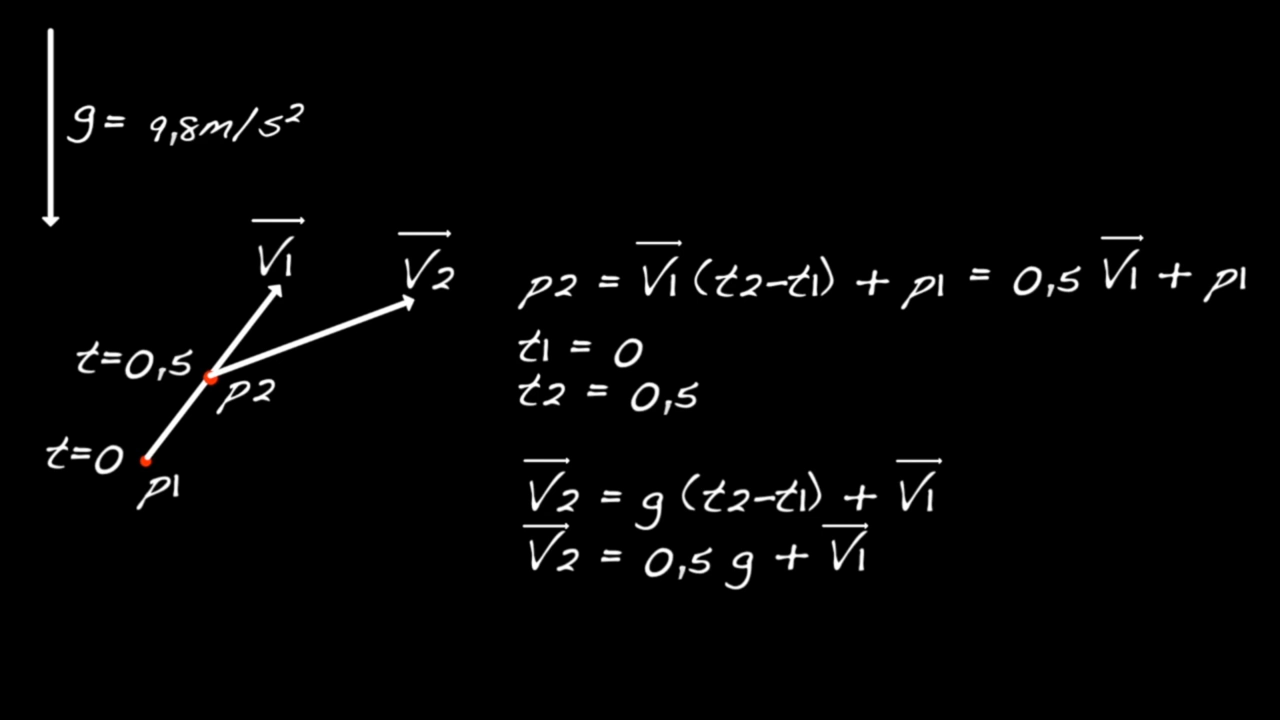 g = 9,8m/s²
V1
V2
p2 = V1 (t2-t1) + p1 = 0,5 V1 + p1
t=0,5
p2
t1 = 0
t2 = 0,5
t=0
p1
V2 = g (t2-t1) + V1
V2 = 0,5 g + V1